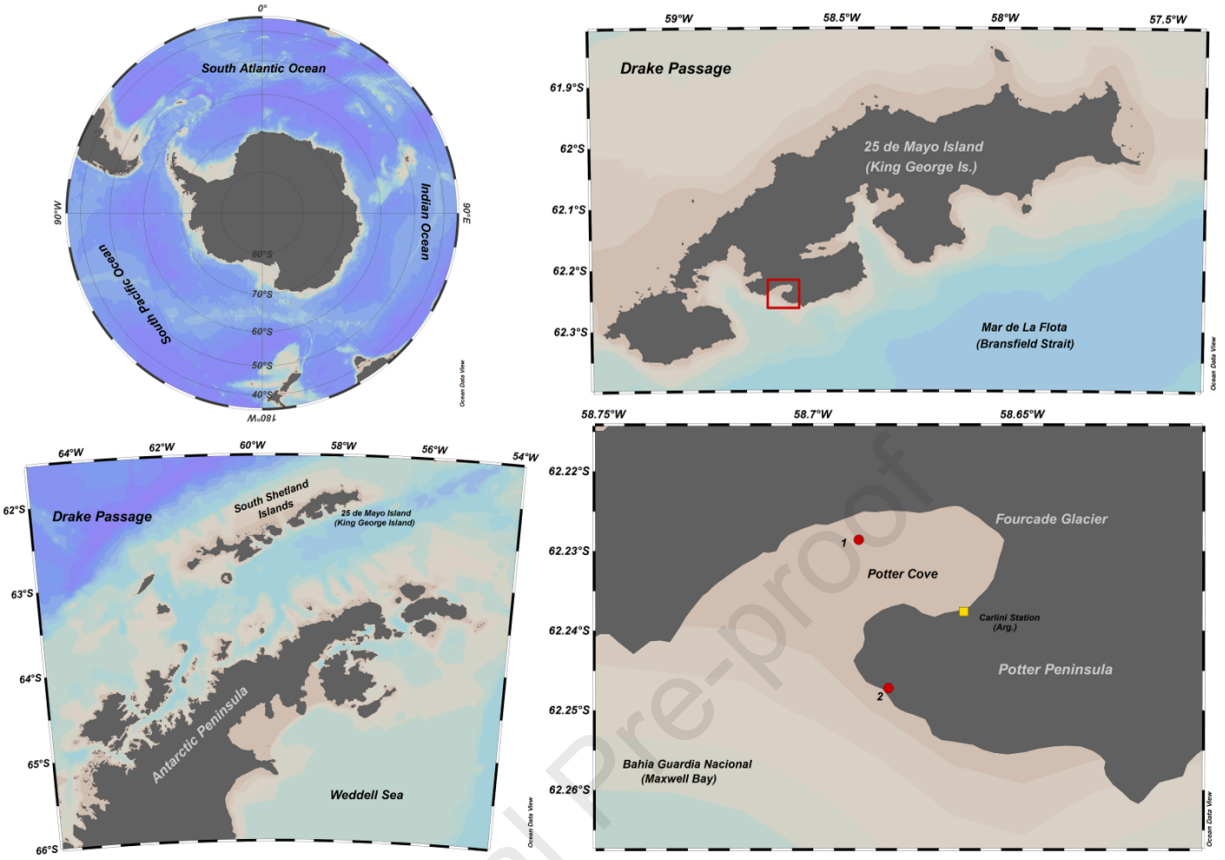 0°
South Atlantic Ocean
Indian Ocean
90°W
90°E
South Pacific Ocean
80°S
70°S
60°S
50°S
40°S
180°W
Ocean Data View
59°W
58.5°W
58°W
57.5°W
61.9°S
62°S
62.1°S
62.2°S
62.3°S
Drake Passage
25 de Mayo Island
(King George Is.)
Mar de La Flota
(Bransfield Strait)
Ocean Data View
64°W
62°W
60°W
58°W
56°W
54°W
62°S
63°S
64°S
65°S
66°S
Drake Passage
South Shetland
Islands
25 de Mayo Island
(King George Island)
Antarctic Peninsula
Weddell Sea
Ocean Data View
58.75°W
58.7°W
58.65°W
62.22°S
62.23°S
62.24°S
62.25°S
62.26°S
Fourcade Glacier
1
Potter Cove
Carlini Station
(Arg.)
Potter Peninsula
2
Bahia Guardia Nacional
(Maxwell Bay)
Ocean Data View
al Pre-proof